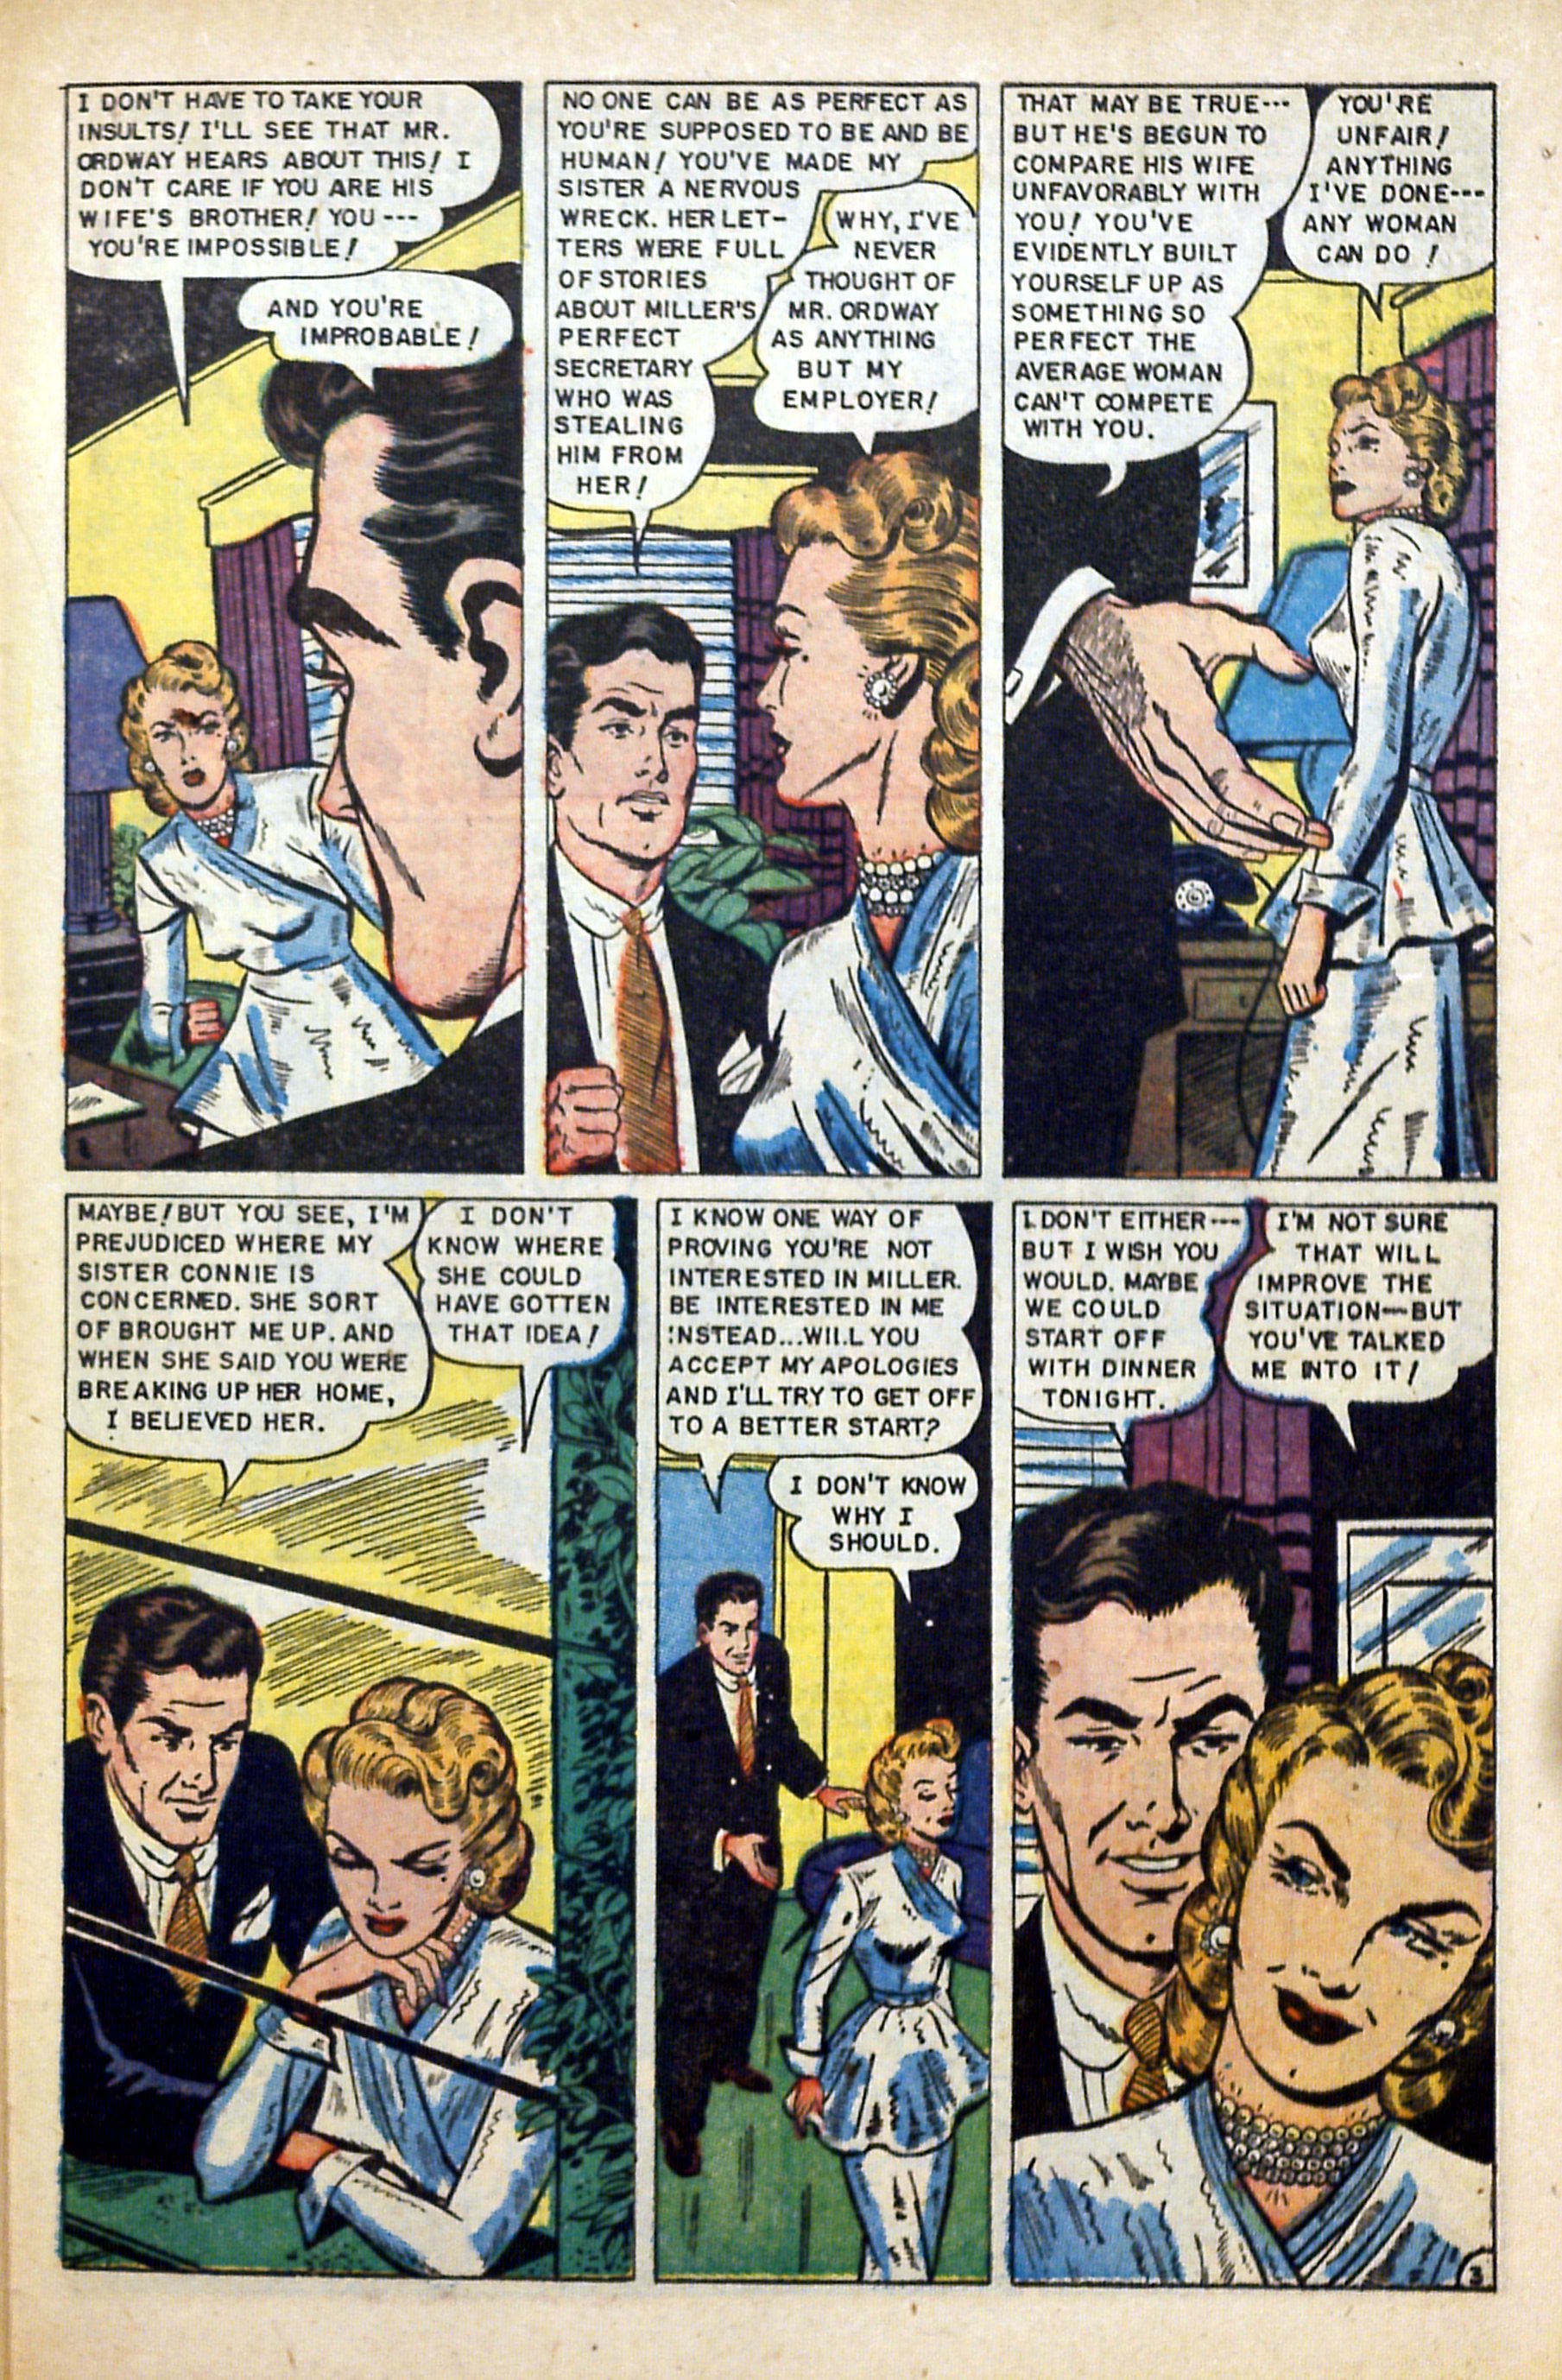 I DON'T HAVE TO TAKE YOUR
INSULTS! I'LL SEE THAT MR.
ORDWAY HEARS ABOUT THIS! I
DON'T CARE IF YOU ARE HIS
WIFE'S BROTHER! YOU ---
YOU'RE IMPOSSIBLE!
AND YOU'RE
IMPROBABLE!
NO ONE CAN BE AS PERFECT AS
YOU'RE SUPPOSED TO BE AND BE
HUMAN! YOU'VE MADE MY
SISTER A NERVOUS
WRECK. HER LET-
TERS WERE FULL
OF STORIES
ABOUT MILLER'S
PERFECT
SECRETARY
WHO WAS
STEALING
HIM FROM
HER!
WHY, I'VE
NEVER
THOUGHT OF
MR. ORDWAY
AS ANYTHING
BUT MY
EMPLOYER!
THAT MAY BE TRUE---
BUT HE'S BEGUN TO
COMPARE HIS WIFE
UNFAVORABLY WITH
YOU! YOU'VE
EVIDENTLY BUILT
YOURSELF UP AS
SOMETHING SO
PERFECT THE
AVERAGE WOMAN
CAN'T COMPETE
WITH YOU.
YOU'RE
UNFAIR!
ANYTHING
I'VE DONE---
ANY WOMAN
CAN DO!
MAYBE! BUT YOU SEE, I'M
PREJUDICED WHERE MY
SISTER CONNIE IS
CONCERNED. SHE SORT
OF BROUGHT ME UP. AND
WHEN SHE SAID YOU WERE
BREAKING UP HER HOME,
I BELIEVED HER.
I DON'T
KNOW WHERE
SHE COULD
HAVE GOTTEN
THAT IDEA!
I KNOW ONE WAY OF
PROVING YOU'RE NOT
INTERESTED IN MILLER.
BE INTERESTED IN ME
INSTEAD...WILL YOU
ACCEPT MY APOLOGIES
AND I'LL TRY TO GET OFF
TO A BETTER START?
I DON'T KNOW
WHY I
SHOULD.
I DON'T EITHER---
BUT I WISH YOU
WOULD. MAYBE
WE COULD
START OFF
WITH DINNER
TONIGHT.
I'M NOT SURE
THAT WILL
IMPROVE THE
SITUATION--BUT
YOU'VE TALKED
ME INTO IT!
3